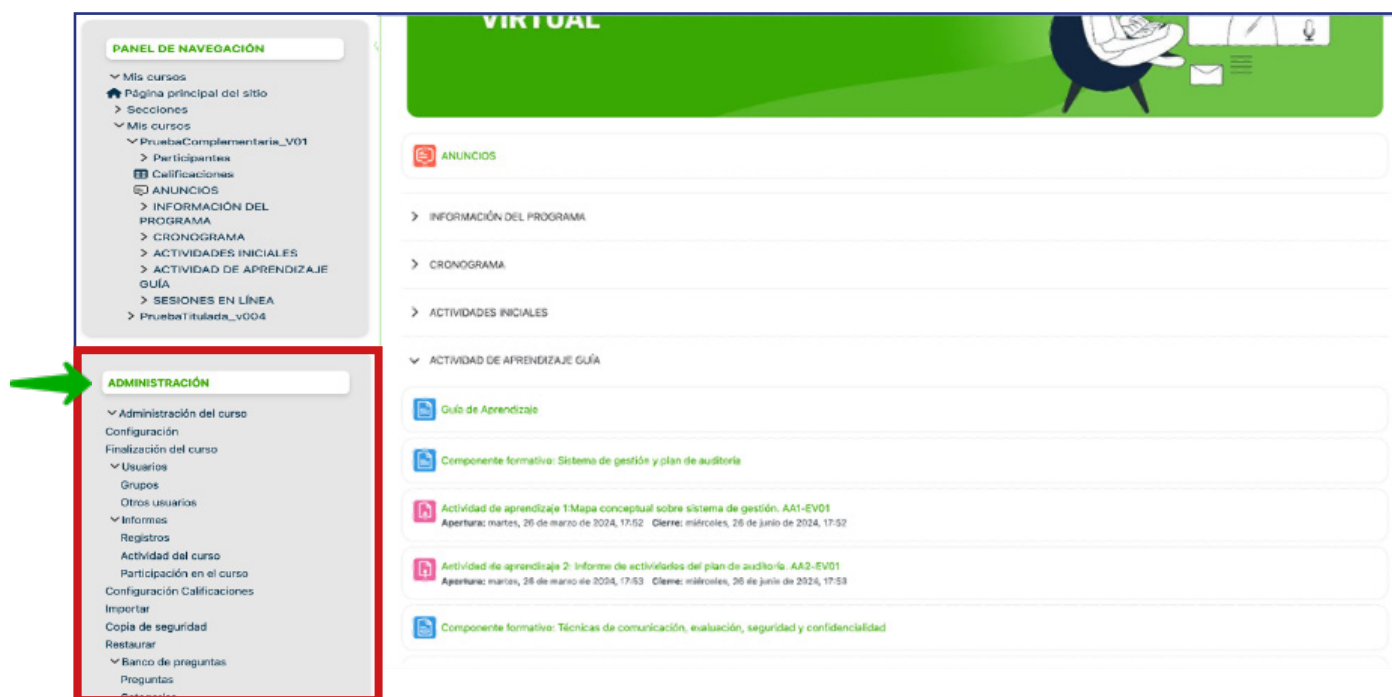 VIRTUAL
PANEL DE NAVEGACIÓN
Mis cursos
Página principal del sitio
Secciones
Mis cursos
PruebaComplementaria_V01
Participantes
Calificaciones
ANUNCIOS
INFORMACIÓN DEL
PROGRAMA
CRONOGRAMA
ACTIVIDADES INICIALES
ACTIVIDAD DE APRENDIZAJE
GUÍA
SESIONES EN LÍNEA
PruebaTitulada_v004
ADMINISTRACIÓN
Administración del curso
Configuración
Finalización del curso
Usuarios
Grupos
Otros usuarios
Informes
Registros
Actividad del curso
Participación en el curso
Configuración Calificaciones
Importar
Copia de seguridad
Restaurar
Banco de preguntas
Preguntas
Categorías
ANUNCIOS
INFORMACIÓN DEL PROGRAMA
CRONOGRAMA
ACTIVIDADES INICIALES
ACTIVIDAD DE APRENDIZAJE GUÍA
Guía de Aprendizaje
Componente formativo: Sistema de gestión y plan de auditoría
Actividad de aprendizaje 1:Mapa conceptual sobre sistema de gestión. AA1-EV01
Apertura: martes, 26 de marzo de 2024, 17:52 Cierre: miércoles, 26 de junio de 2024, 17:52
Actividad de aprendizaje 2: Informe de actividades del plan de auditoría. AA2-EV01
Apertura: martes, 26 de marzo de 2024, 17:53 Cierre: miércoles, 26 de junio de 2024, 17:53
Componente formativo: Técnicas de comunicación, evaluación, seguridad y confidencialidad